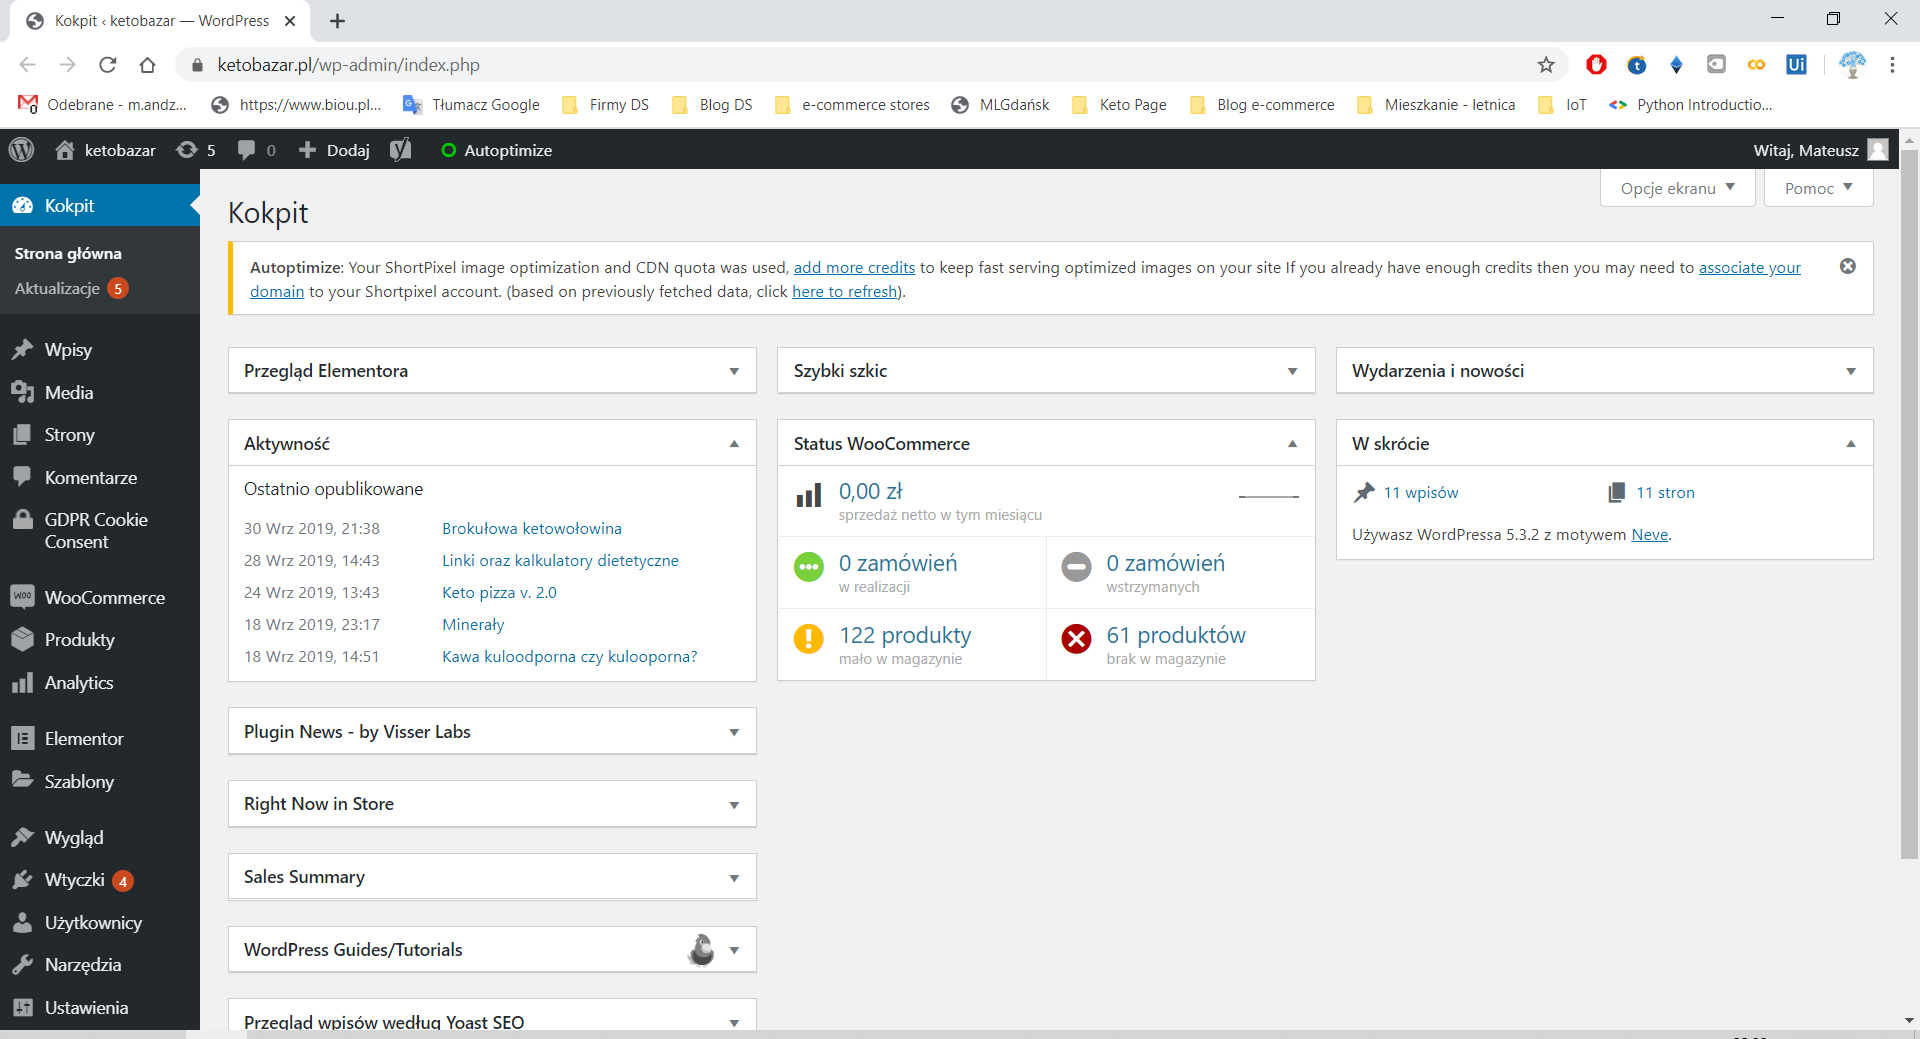 Kokpit ‹ ketobazar — WordPress
ketobazar.pl/wp-admin/index.php
Odebrane - m.andz...
https://www.biou.pl...
Tłumacz Google
Firmy DS
Blog DS
e-commerce stores
MLGdańsk
Keto Page
Blog e-commerce
Mieszkanie - letnica
IoT
Python Introductio...
ketobazar
5
0
Dodaj
Autoptimize
Witaj, Mateusz
Kokpit
Strona główna
Aktualizacje 5
Wpisy
Media
Strony
Komentarze
GDPR Cookie
Consent
WooCommerce
Produkty
Analytics
Elementor
Szablony
Wygląd
Wtyczki 4
Użytkownicy
Narzędzia
Ustawienia
Opcje ekranu
Pomoc
Kokpit
Autoptimize: Your ShortPixel image optimization and CDN quota was used, add more credits to keep fast serving optimized images on your site If you already have enough credits then you may need to associate your
domain to your Shortpixel account. (based on previously fetched data, click here to refresh).
Przegląd Elementora
Aktywność
Ostatnio opublikowane
30 Wrz 2019, 21:38 Brokułowa ketowołowina
28 Wrz 2019, 14:43 Linki oraz kalkulatory dietetyczne
24 Wrz 2019, 13:43 Keto pizza v. 2.0
18 Wrz 2019, 23:17 Minerały
18 Wrz 2019, 14:51 Kawa kuloodporna czy kulooporna?
Plugin News - by Visser Labs
Right Now in Store
Sales Summary
WordPress Guides/Tutorials
Przegląd wpisów według Yoast SEO
Szybki szkic
Status WooCommerce
0,00 zł
sprzedaż netto w tym miesiącu
0 zamówień
w realizacji
0 zamówień
wstrzymanych
122 produkty
mało w magazynie
61 produktów
brak w magazynie
Wydarzenia i nowości
W skrócie
11 wpisów
11 stron
Używasz WordPressa 5.3.2 z motywem Neve.